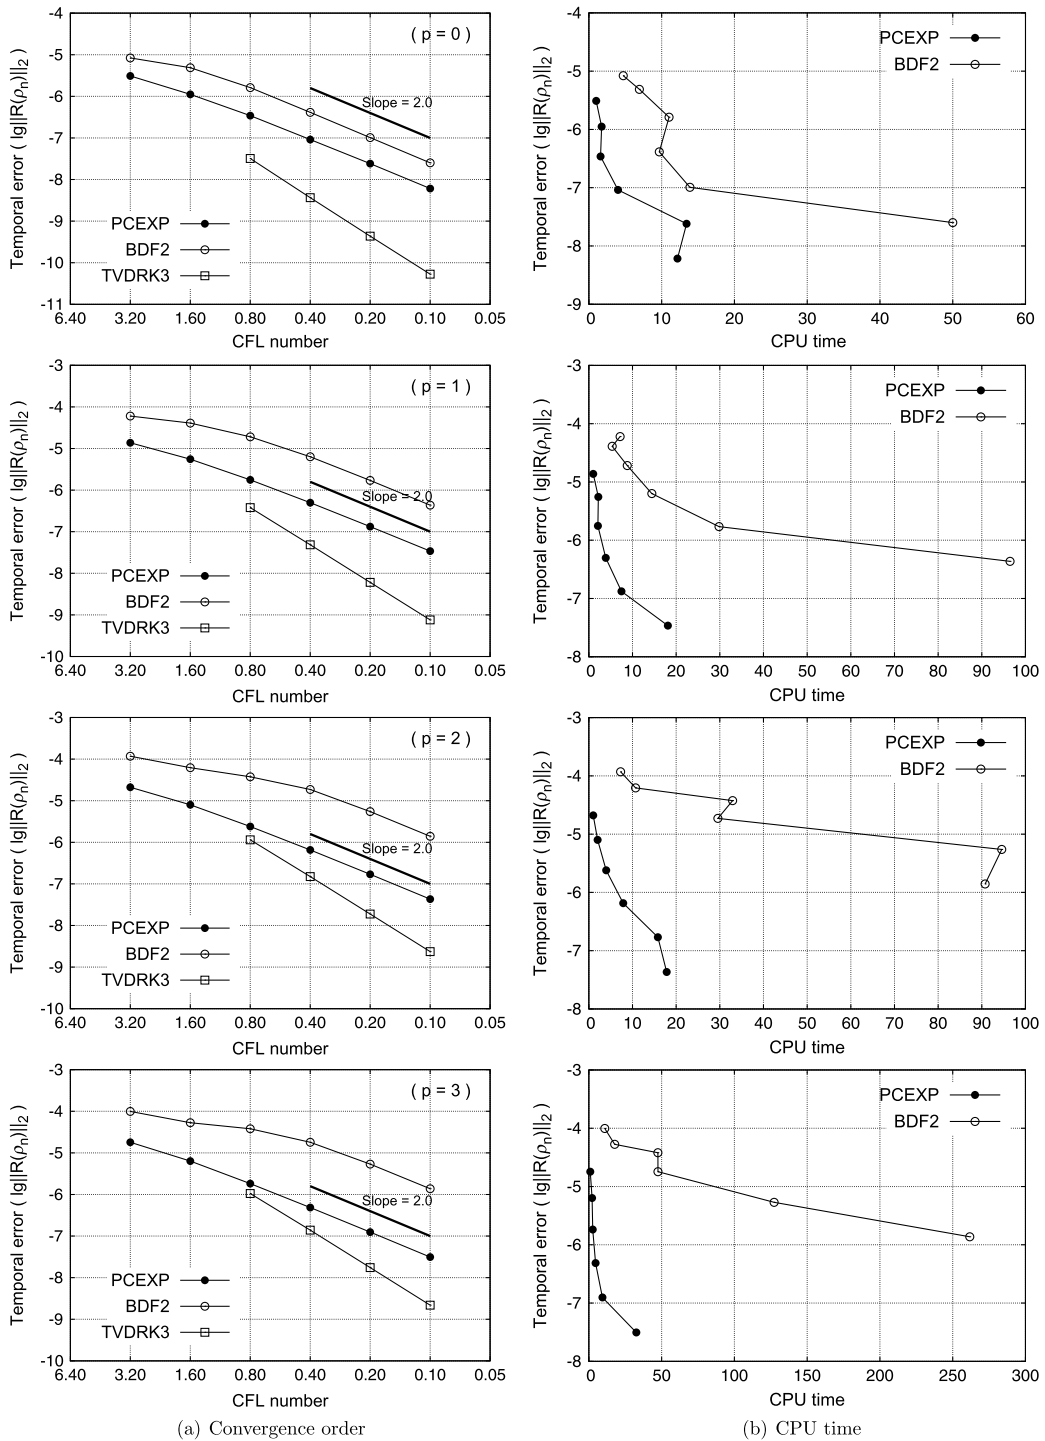 ( p = 0 )
Temporal error ( lg||R(ρn)||2 )
-4
-5
-6
-7
-8
-9
-10
-11
Slope = 2.0
PCEXP
BDF2
TVDRK3
6.40 3.20 1.60 0.80 0.40 0.20 0.10 0.05
CFL number
Temporal error ( lg||R(ρn)||2 )
-4
-5
-6
-7
-8
-9
PCEXP
BDF2
0 10 20 30 40 50 60
CPU time
( p = 1 )
Temporal error ( lg||R(ρn)||2 )
-3
-4
-5
-6
-7
-8
-9
-10
Slope = 2.0
PCEXP
BDF2
TVDRK3
6.40 3.20 1.60 0.80 0.40 0.20 0.10 0.05
CFL number
Temporal error ( lg||R(ρn)||2 )
-3
-4
-5
-6
-7
-8
PCEXP
BDF2
0 10 20 30 40 50 60 70 80 90 100
CPU time
( p = 2 )
Temporal error ( lg||R(ρn)||2 )
-3
-4
-5
-6
-7
-8
-9
-10
Slope = 2.0
PCEXP
BDF2
TVDRK3
6.40 3.20 1.60 0.80 0.40 0.20 0.10 0.05
CFL number
Temporal error ( lg||R(ρn)||2 )
-3
-4
-5
-6
-7
-8
PCEXP
BDF2
0 10 20 30 40 50 60 70 80 90 100
CPU time
( p = 3 )
Temporal error ( lg||R(ρn)||2 )
-3
-4
-5
-6
-7
-8
-9
-10
Slope = 2.0
PCEXP
BDF2
TVDRK3
6.40 3.20 1.60 0.80 0.40 0.20 0.10 0.05
CFL number
Temporal error ( lg||R(ρn)||2 )
-3
-4
-5
-6
-7
-8
PCEXP
BDF2
0 50 100 150 200 250 300
CPU time
(a) Convergence order
(b) CPU time